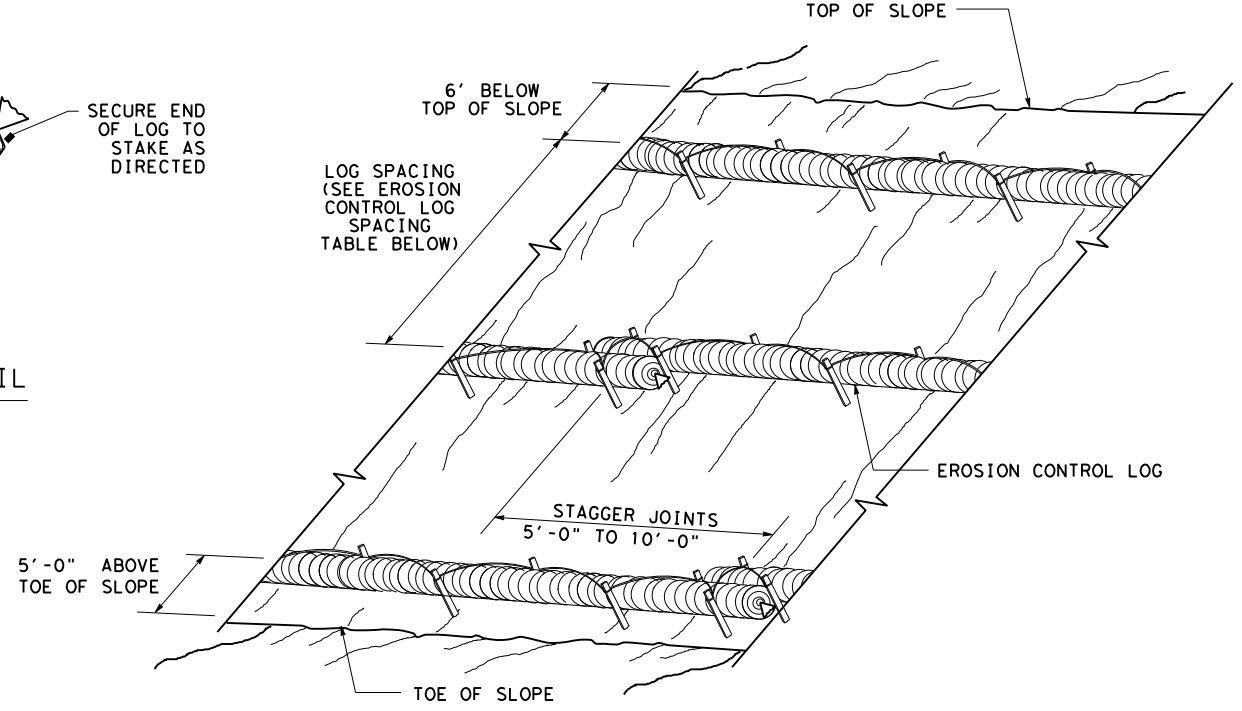 TOP OF SLOPE
6' BELOW
TOP OF SLOPE
SECURE END
OF LOG TO
STAKE AS
DIRECTED
LOG SPACING
(SEE EROSION
CONTROL LOG
SPACING
TABLE BELOW)
IL
EROSION CONTROL LOG
STAGGER JOINTS
5'-0" TO 10'-0"
5'-0" ABOVE
TOE OF SLOPE
TOE OF SLOPE